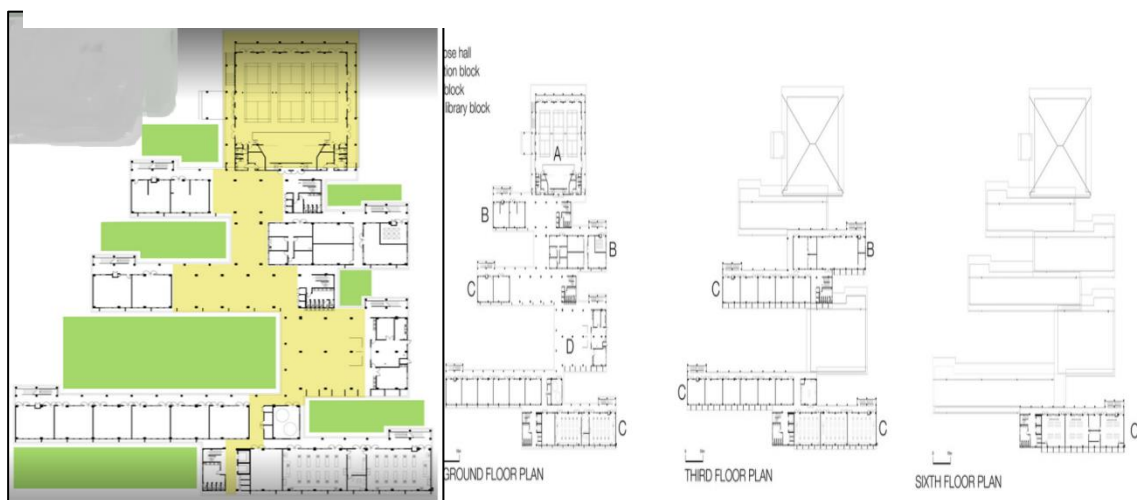 ose hall
tion block
block
library block
A
B
B
C
D
C
C
GROUND FLOOR PLAN
B
C
C
C
THIRD FLOOR PLAN
C
SIXTH FLOOR PLAN